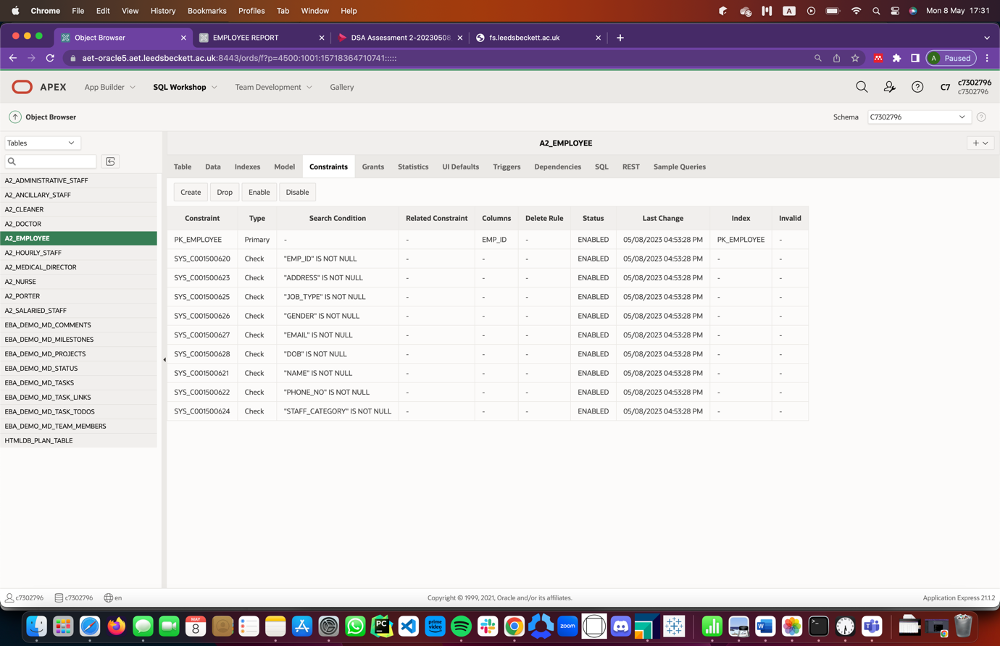 Chrome File Edit View History Bookmarks Profiles Tab Window Help A Mon 8 May 17:31
Object Browser EMPLOYEE REPORT DSA Assessment 2-20230508 fs.leedsbeckett.ac.uk
aet-oracle5.aet.leedsbeckett.ac.uk:8443/ords/f?p=4500:1001:15718364710741::::: A Paused
APEX App Builder SQL Workshop Team Development Gallery C7 c7302796
c7302796
Object Browser Schema C7302796
Tables A2_EMPLOYEE
Table Data Indexes Model Constraints Grants Statistics UI Defaults Triggers Dependencies SQL REST Sample Queries
Create Drop Enable Disable
A2_ADMINISTRATIVE_STAFF
A2_ANCILLARY_STAFF
A2_CLEANER
A2_DOCTOR
A2_EMPLOYEE
A2_HOURLY_STAFF
A2_MEDICAL_DIRECTOR
A2_NURSE
A2_PORTER
A2_SALARIED_STAFF
EBA_DEMO_MD_COMMENTS
EBA_DEMO_MD_MILESTONES
EBA_DEMO_MD_PROJECTS
EBA_DEMO_MD_STATUS
EBA_DEMO_MD_TASKS
EBA_DEMO_MD_TASK_LINKS
EBA_DEMO_MD_TASK_TODOS
EBA_DEMO_MD_TEAM_MEMBERS
HTMLDB_PLAN_TABLE
Constraint Type Search Condition Related Constraint Columns Delete Rule Status Last Change Index Invalid
PK_EMPLOYEE Primary - - EMP_ID - ENABLED 05/08/2023 04:53:28 PM PK_EMPLOYEE -
SYS_C001500620 Check "EMP_ID" IS NOT NULL - - - ENABLED 05/08/2023 04:53:28 PM - -
SYS_C001500623 Check "ADDRESS" IS NOT NULL - - - ENABLED 05/08/2023 04:53:28 PM - -
SYS_C001500625 Check "JOB_TYPE" IS NOT NULL - - - ENABLED 05/08/2023 04:53:28 PM - -
SYS_C001500626 Check "GENDER" IS NOT NULL - - - ENABLED 05/08/2023 04:53:28 PM - -
SYS_C001500627 Check "EMAIL" IS NOT NULL - - - ENABLED 05/08/2023 04:53:28 PM - -
SYS_C001500628 Check "DOB" IS NOT NULL - - - ENABLED 05/08/2023 04:53:28 PM - -
SYS_C001500621 Check "NAME" IS NOT NULL - - - ENABLED 05/08/2023 04:53:28 PM - -
SYS_C001500622 Check "PHONE_NO" IS NOT NULL - - - ENABLED 05/08/2023 04:53:28 PM - -
SYS_C001500624 Check "STAFF_CATEGORY" IS NOT NULL - - - ENABLED 05/08/2023 04:53:28 PM - -
c7302796 c7302796 en Copyright © 1999, 2021, Oracle and/or its affiliates. Application Express 21.1.2
MAY
8
PC
prime video
zoom
W